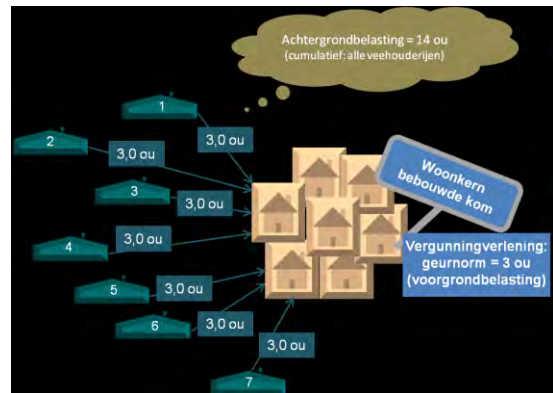 Achtergrondbelasting = 14 ou
(cumulatief: alle veehouderijen)
1
3,0 ou
2
3,0 ou
3
3,0 ou
4
3,0 ou
5
3,0 ou
6
3,0 ou
3,0 ou
7
Woonkern
bebouwde kom
Vergunningverlening:
geurnorm = 3 ou
(voorgrondbelasting)